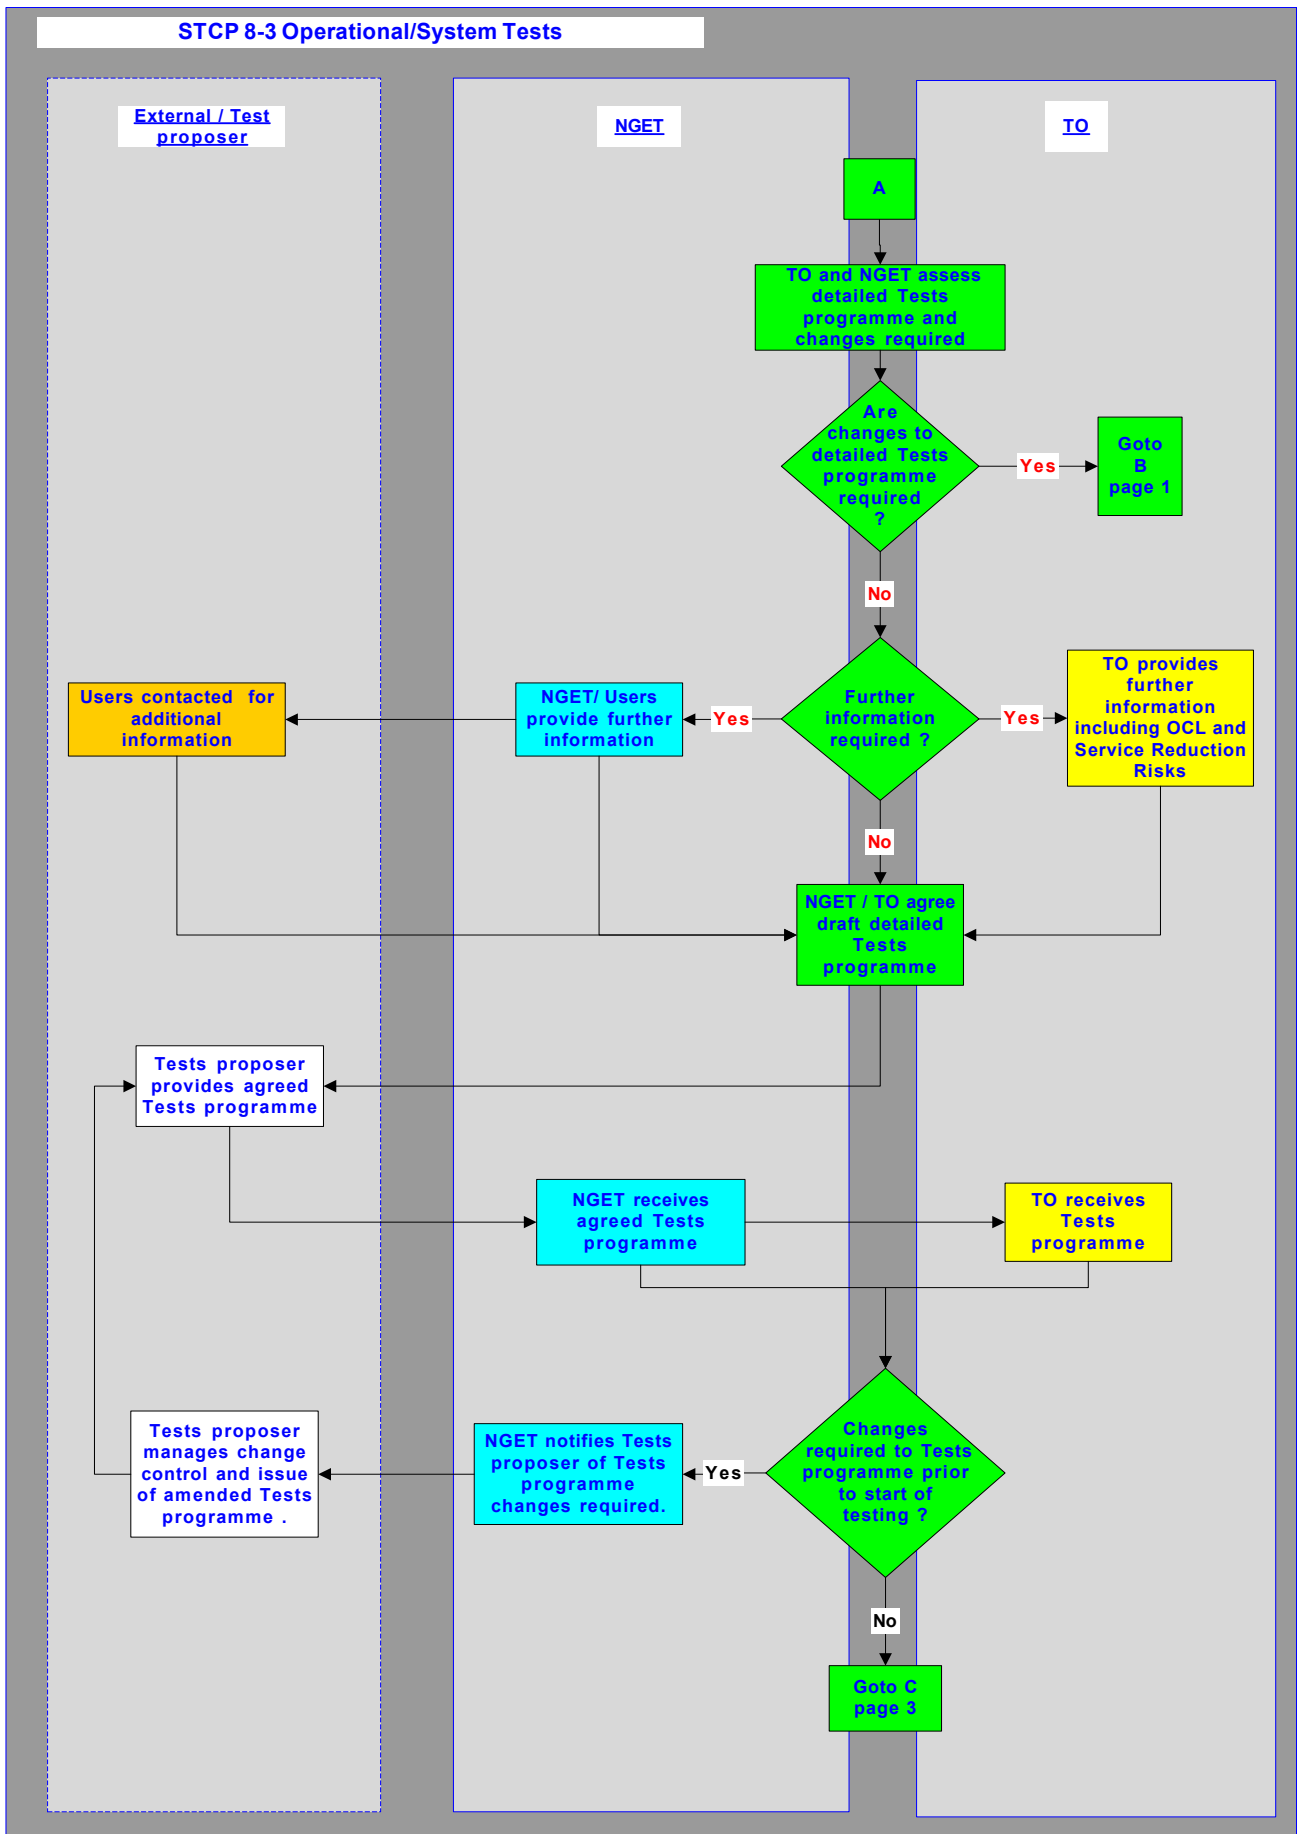 STCP 8-3 Operational/System Tests
External / Test
proposer
NGET
TO
A
TO and NGET assess
detailed Tests
programme and
changes required
Are
changes to
detailed Tests
programme
required
?
Yes
Goto
B
page 1
No
Users contacted for
additional
information
NGET/ Users
provide further
information
Yes
Further
information
required ?
Yes
TO provides
further
information
including OCL and
Service Reduction
Risks
No
NGET / TO agree
draft detailed
Tests
programme
Tests proposer
provides agreed
Tests programme
NGET receives
agreed Tests
programme
TO receives
Tests
programme
Tests proposer
manages change
control and issue
of amended Tests
programme .
NGET notifies Tests
proposer of Tests
programme
changes required.
Yes
Changes
required to Tests
programme prior
to start of
testing ?
No
Goto C
page 3